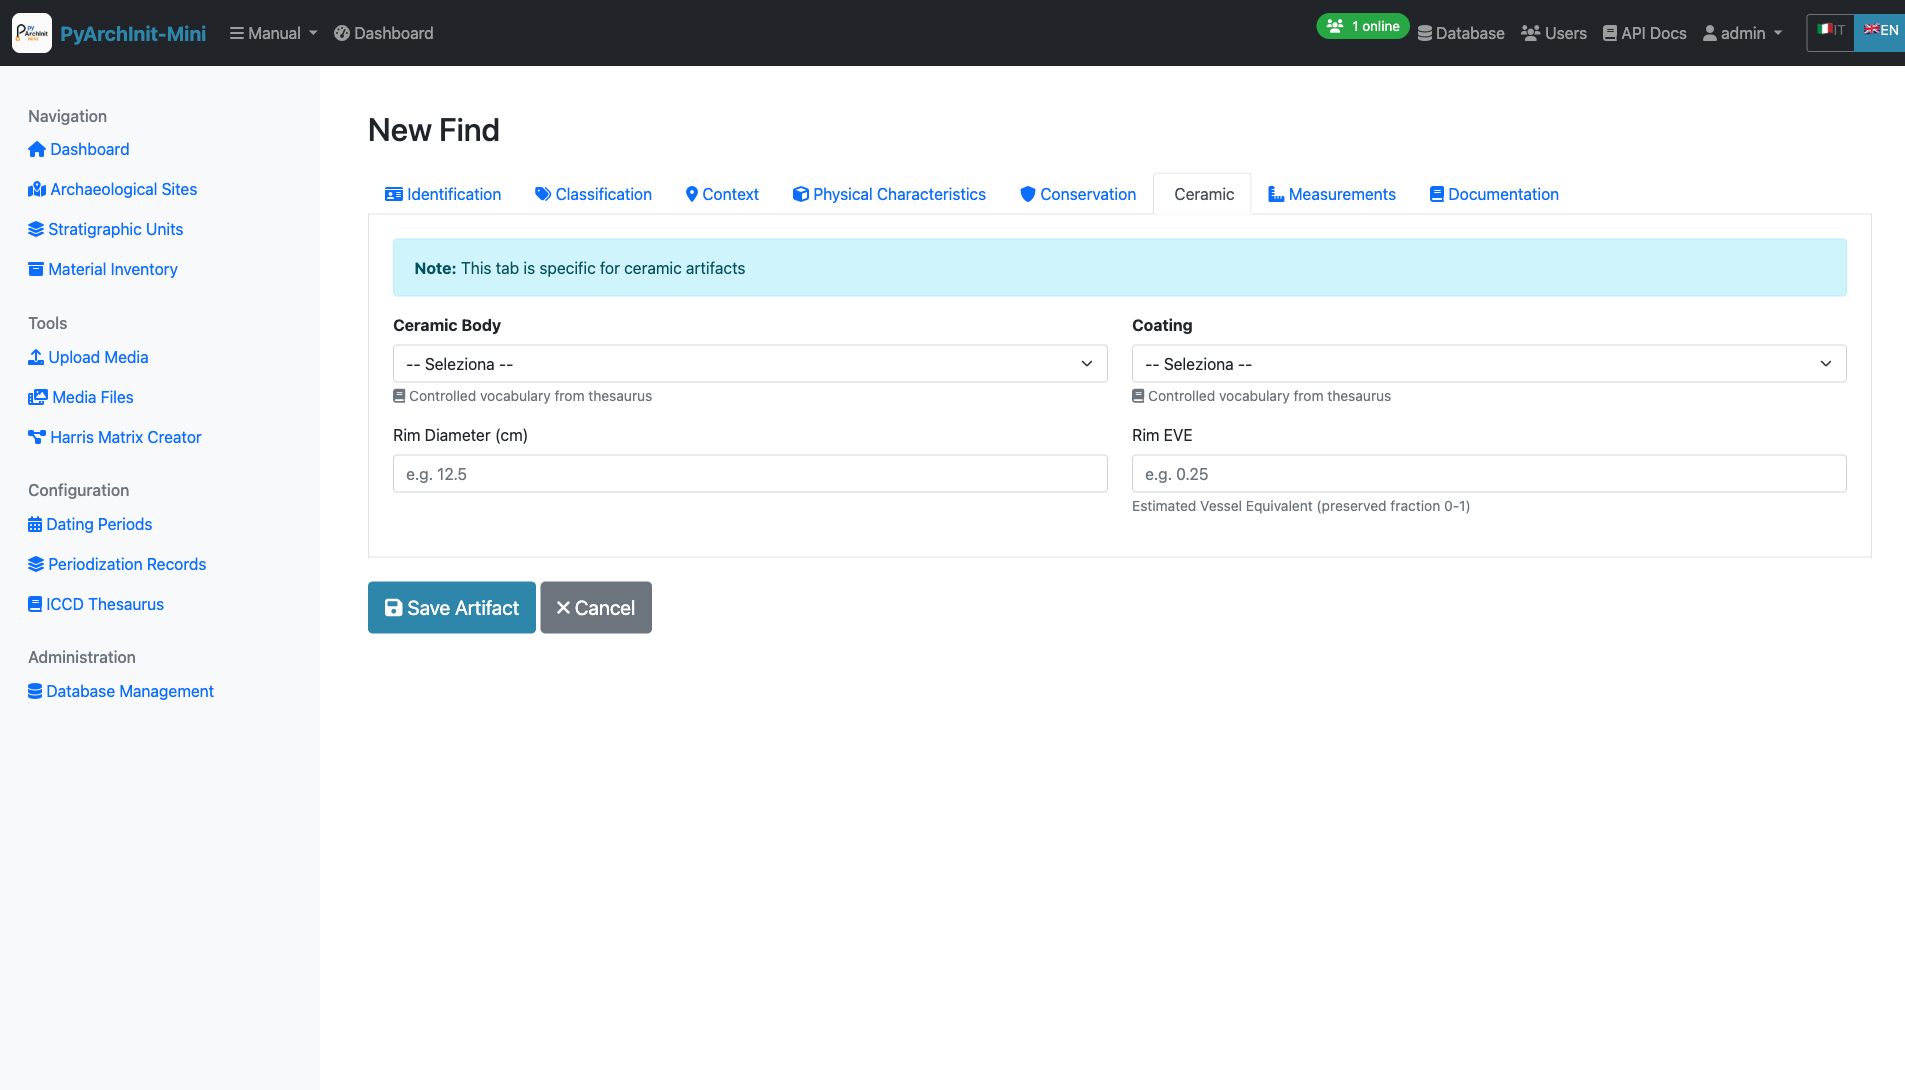 py ArchInit MINI
PyArchInit-Mini
Manual
Dashboard
1 online
Database
Users
API Docs
admin
IT
EN
Navigation
Dashboard
Archaeological Sites
Stratigraphic Units
Material Inventory
Tools
Upload Media
Media Files
Harris Matrix Creator
Configuration
Dating Periods
Periodization Records
ICCD Thesaurus
Administration
Database Management
New Find
Identification
Classification
Context
Physical Characteristics
Conservation
Ceramic
Measurements
Documentation
Note: This tab is specific for ceramic artifacts
Ceramic Body
-- Seleziona --
Controlled vocabulary from thesaurus
Coating
-- Seleziona --
Controlled vocabulary from thesaurus
Rim Diameter (cm)
e.g. 12.5
Rim EVE
e.g. 0.25
Estimated Vessel Equivalent (preserved fraction 0-1)
Save Artifact
Cancel